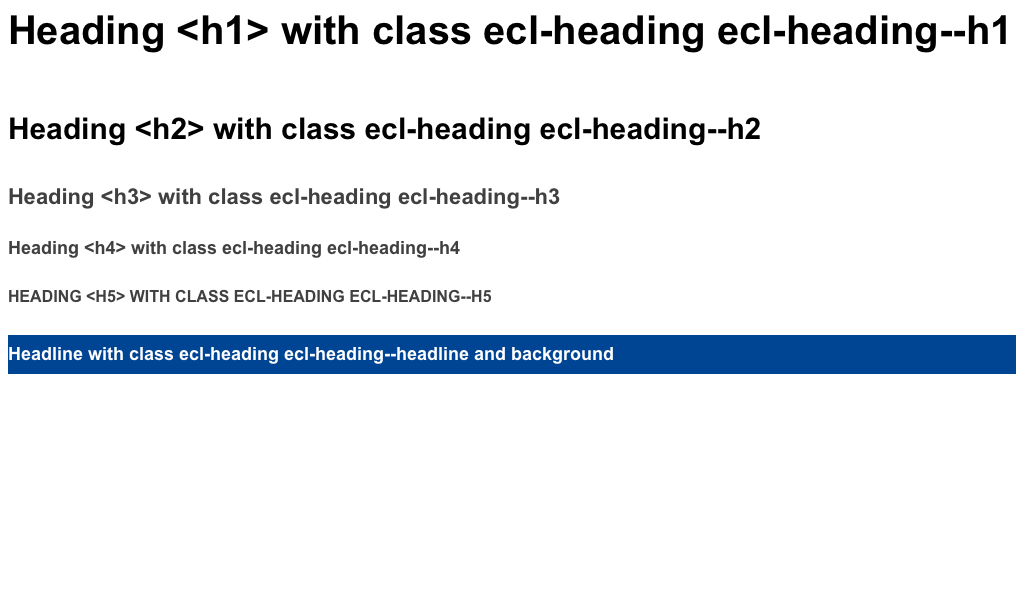 Heading <h1> with class ecl-heading ecl-heading--h1
Heading <h2> with class ecl-heading ecl-heading--h2
Heading <h3> with class ecl-heading ecl-heading--h3
Heading <h4> with class ecl-heading ecl-heading--h4
HEADING <H5> WITH CLASS ECL-HEADING ECL-HEADING--H5
Headline with class ecl-heading ecl-heading--headline and background